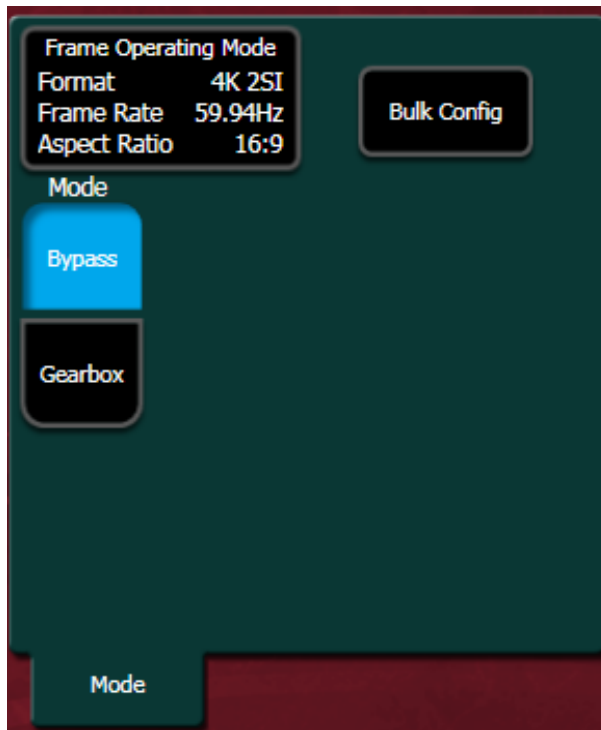 Frame Operating Mode
Format 4K 2SI
Frame Rate 59.94Hz
Aspect Ratio 16:9
Bulk Config
Mode
Bypass
Gearbox
Mode